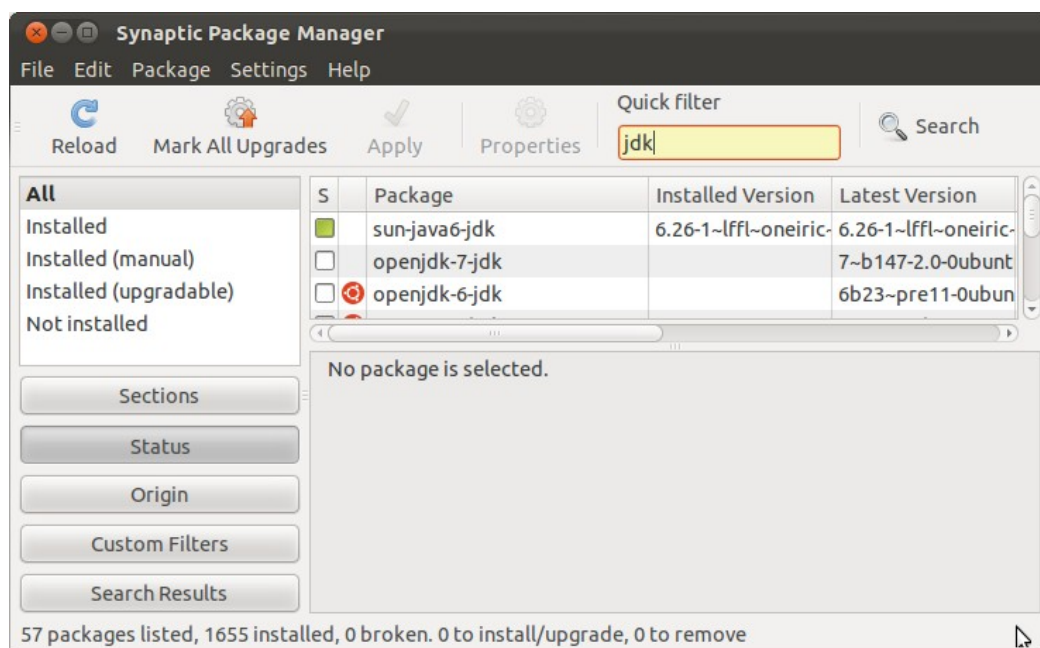 Synaptic Package Manager
File Edit Package Settings Help
Reload Mark All Upgrades Apply Properties Quick filter Search
jdk
All
Installed
Installed (manual)
Installed (upgradable)
Not installed
Sections
Status
Origin
Custom Filters
Search Results
S Package Installed Version Latest Version
sun-java6-jdk 6.26-1~lffl~oneiric~ 6.26-1~lffl~oneiric~
openjdk-7-jdk 7~b147-2.0-0ubunt
openjdk-6-jdk 6b23~pre11-0ubun
No package is selected.
57 packages listed, 1655 installed, 0 broken. 0 to install/upgrade, 0 to remove